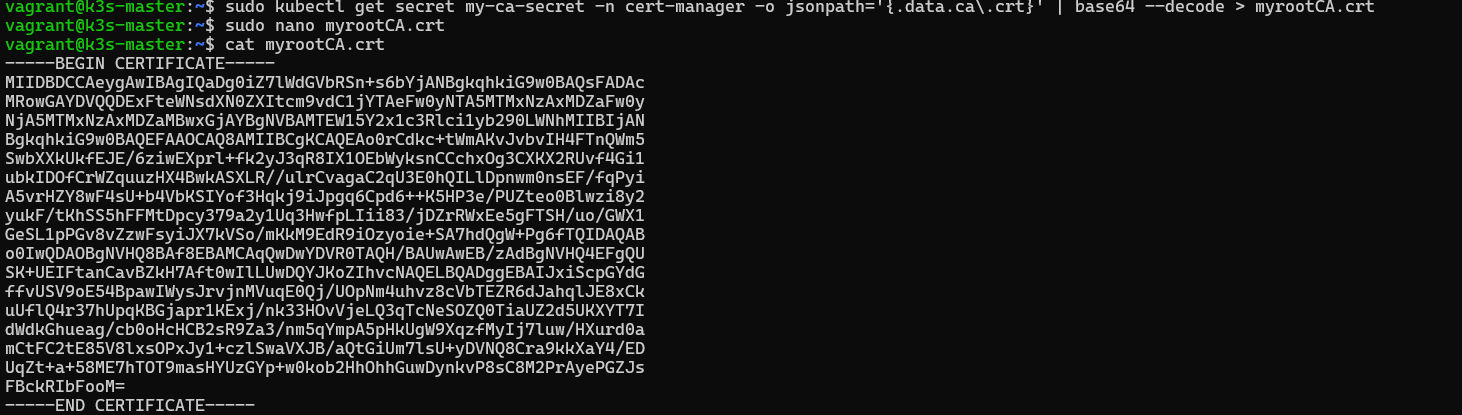 vagrant@k3s-master:~$ sudo kubectl get secret my-ca-secret -n cert-manager -o jsonpath='{.data.ca\.crt}' | base64 --decode > myrootCA.crt
vagrant@k3s-master:~$ sudo nano myrootCA.crt
vagrant@k3s-master:~$ cat myrootCA.crt
-----BEGIN CERTIFICATE-----
MIIDBDCCAeygAwIBAgIQaDg0iZ7lWdGVbRSn+s6bYjANBgkqhkiG9w0BAQsFADAc
MRowGAYDVQQDExFteWNsdXN0ZXItcm9vdC1jYTAeFw0yNTA5MTMxNzAxMDZaFw0y
NjA5MTMxNzAxMDZaMBwxGjAYBgNVBAMTEW15Y2x1c3Rlci1yb290LWNhMIIBIjAN
BgkqhkiG9w0BAQEFAAOCAQ8AMIIBCgKCAQEAo0rCdkc+tWmAKvJvbvIH4FTnQWm5
SwbXXkUkfEJE/6ziwEXprl+fk2yJ3qR8IX1OEbWyksnCCchxOg3CXKX2RUvf4Gi1
ubkIDOfCrWZquuzHX4BwkASXLR//ulrCvagaC2qU3E0hQILlDpnwm0nsEF/fqPyi
A5vrHZY8wF4sU+b4VbKSIYof3Hqkj9iJpgq6Cpd6++K5HP3e/PUZteo0Blwzi8y2
yukF/tKhSS5hFFMtDpcy379a2y1Uq3HwfpLIii83/jDZrRWxEe5gFTSH/uo/GWX1
GeSL1pPGv8vZzwFsyiJX7kVSo/mKkM9EdR9iOzyoie+SA7hdQgW+Pg6fTQIDAQAB
o0IwQDAOBgNVHQ8BAf8EBAMCAqQwDwYDVR0TAQH/BAUwAwEB/zAdBgNVHQ4EFgQU
SK+UEIFtanCavBZkH7Aft0wIlLUwDQYJKoZIhvcNAQELBQADggEBAIJxiScpGYdG
ffvUSV9oE54BpawIWysJrvjnMVuqE0Qj/UOpNm4uhvz8cVbTEZR6dJahqlJE8xCk
uUflQ4r37hUpqKBGjapr1KExj/nk33HOvVjeLQ3qTcNeSOZQ0TiaUZ2d5UKXYT7I
dWdkGhueag/cb0oHcHCB2sR9Za3/nm5qYmpA5pHkUgW9XqzfMyIj7luw/HXurd0a
mCtFC2tE85V8lxsOPxJy1+czlSwaVXJB/aQtGiUm7lsU+yDVNQ8Cra9kkXaY4/ED
UqZt+a+58ME7hTOT9masHYUzGYp+w0kob2HhOhhGuwDynkvP8sC8M2PrAyePGZJs
FBckRIbFooM=
-----END CERTIFICATE-----